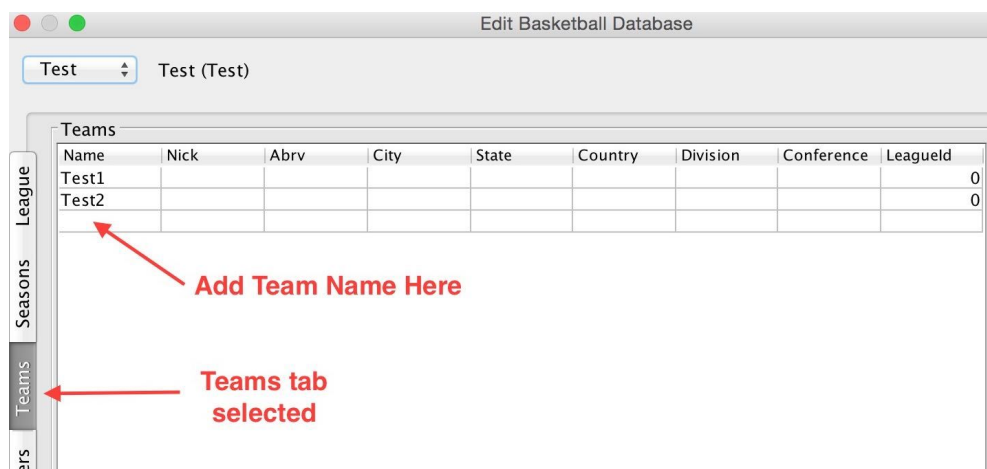 Edit Basketball Database
Test
Test (Test)
Teams
Name Nick Abrv City State Country Division Conference LeagueId
Test1 0
Test2 0
League
Seasons
Teams
Add Team Name Here
Teams tab
selected